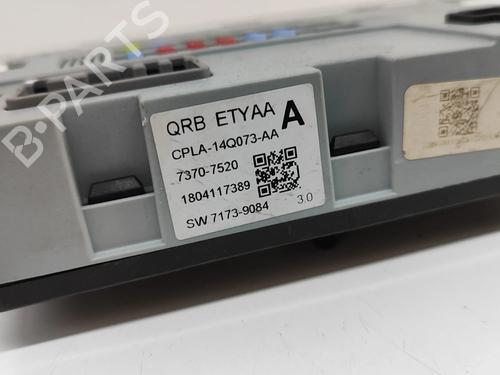 B-PARTS
QRB ETYAA A
CPLA-14Q073-AA
7370-7520
1804117389
SW 7173-9084 3.0